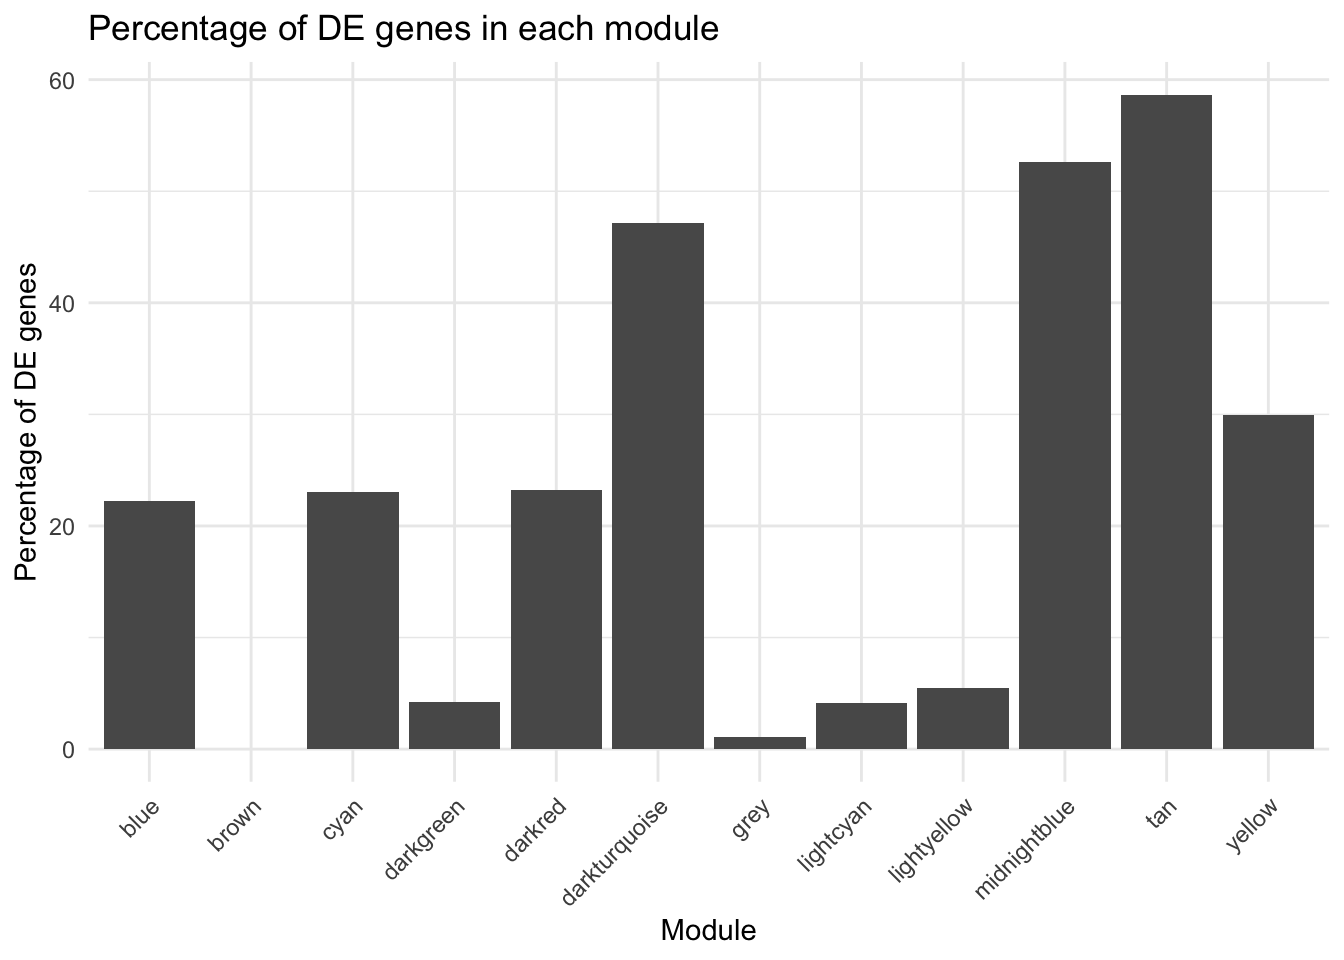 Percentage of DE genes in each module
Percentage of DE genes
60
40
20
0
blue
brown
cyan
darkgreen
darkred
darkturquoise
grey
lightcyan
lightyellow
midnightblue
tan
yellow
Module